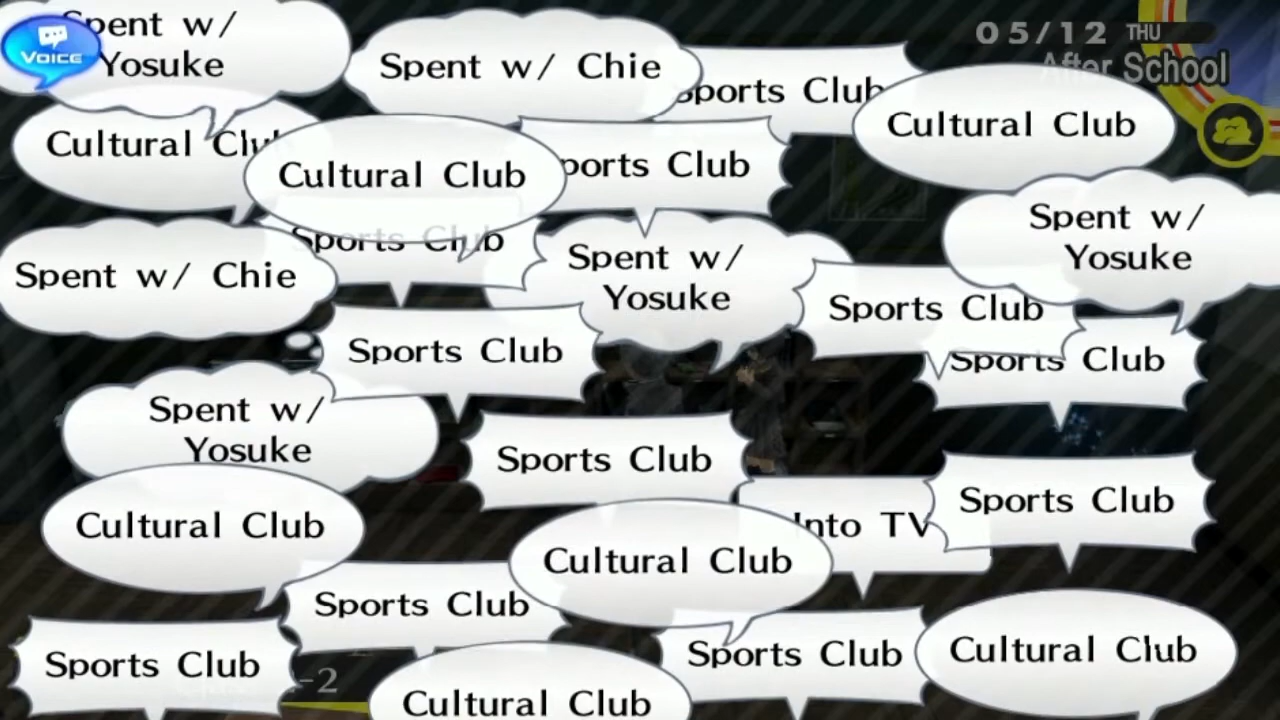 Spent w/
Yosuke
VOICE
Spent w/ Chie
Sports Club
05/12 THU
After School
Cultural Club
Cultural Club
Cultural Club
Sports Club
Spent w/
Yosuke
Sports Club
Spent w/ Chie
Spent w/
Yosuke
Sports Club
Sports Club
Sports Club
Spent w/
Yosuke
Sports Club
Into TV
Sports Club
Cultural Club
Cultural Club
Sports Club
Sports Club
Sports Club
Cultural Club
Cultural Club
-2